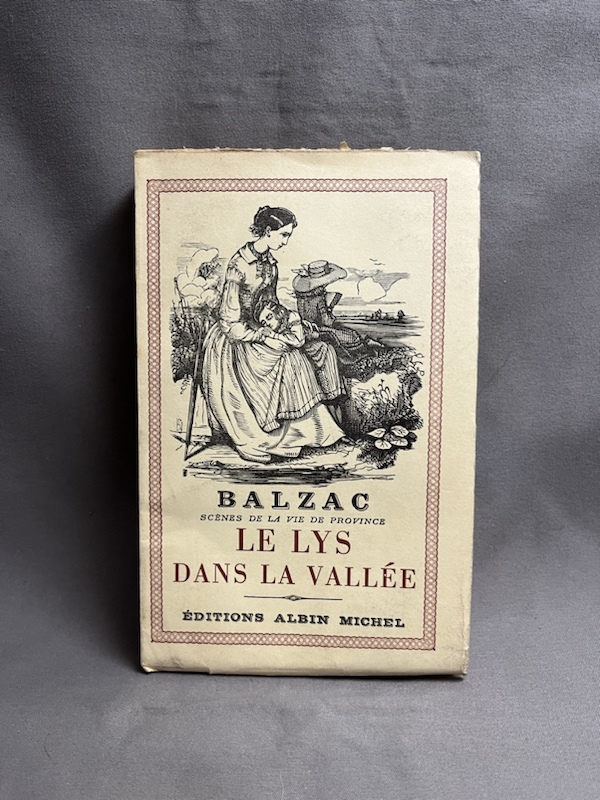 BALZAC
SCÈNES DE LA VIE DE PROVINCE
LE LYS
DANS LA VALLÉE
ÉDITIONS ALBIN MICHEL